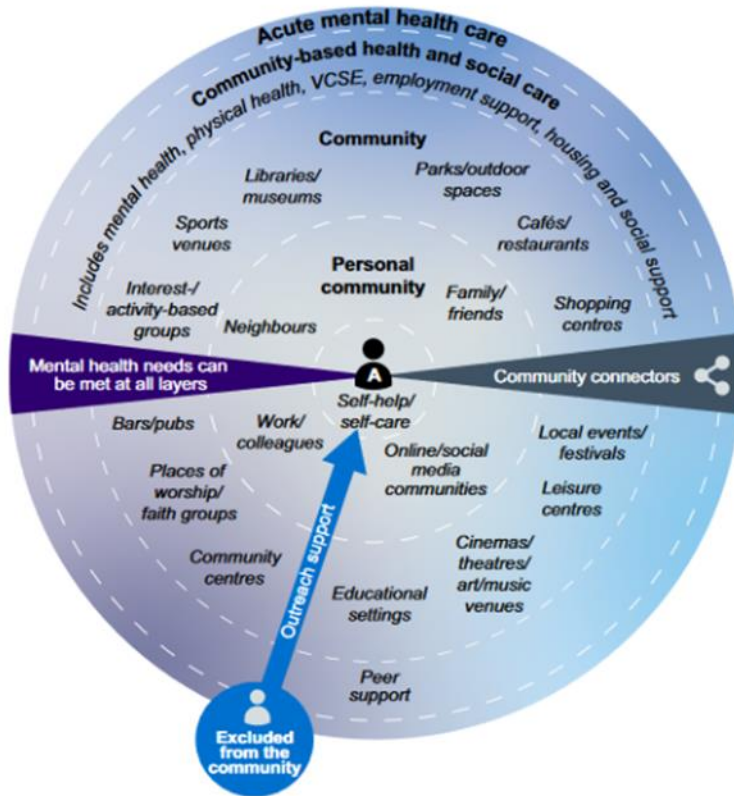 Acute mental health care
Community-based health and social care
Includes mental health, physical health, VCSE, employment support, housing and social support
Community
Libraries/
museums
Parks/outdoor
spaces
Sports
venues
Cafés/
restaurants
Personal
community
Interest-/
activity-based
groups
Neighbours
Family/
friends
Shopping
centres
Mental health needs can
be met at all layers
A
Community connectors
Self-help/
self-care
Bars/pubs
Work/
colleagues
Online/social
media
communities
Local events/
festivals
Places of
worship/
faith groups
Leisure
centres
Community
centres
Outreach support
Educational
settings
Cinemas/
theatres/
art/music
venues
Peer
support
Excluded
from the
community